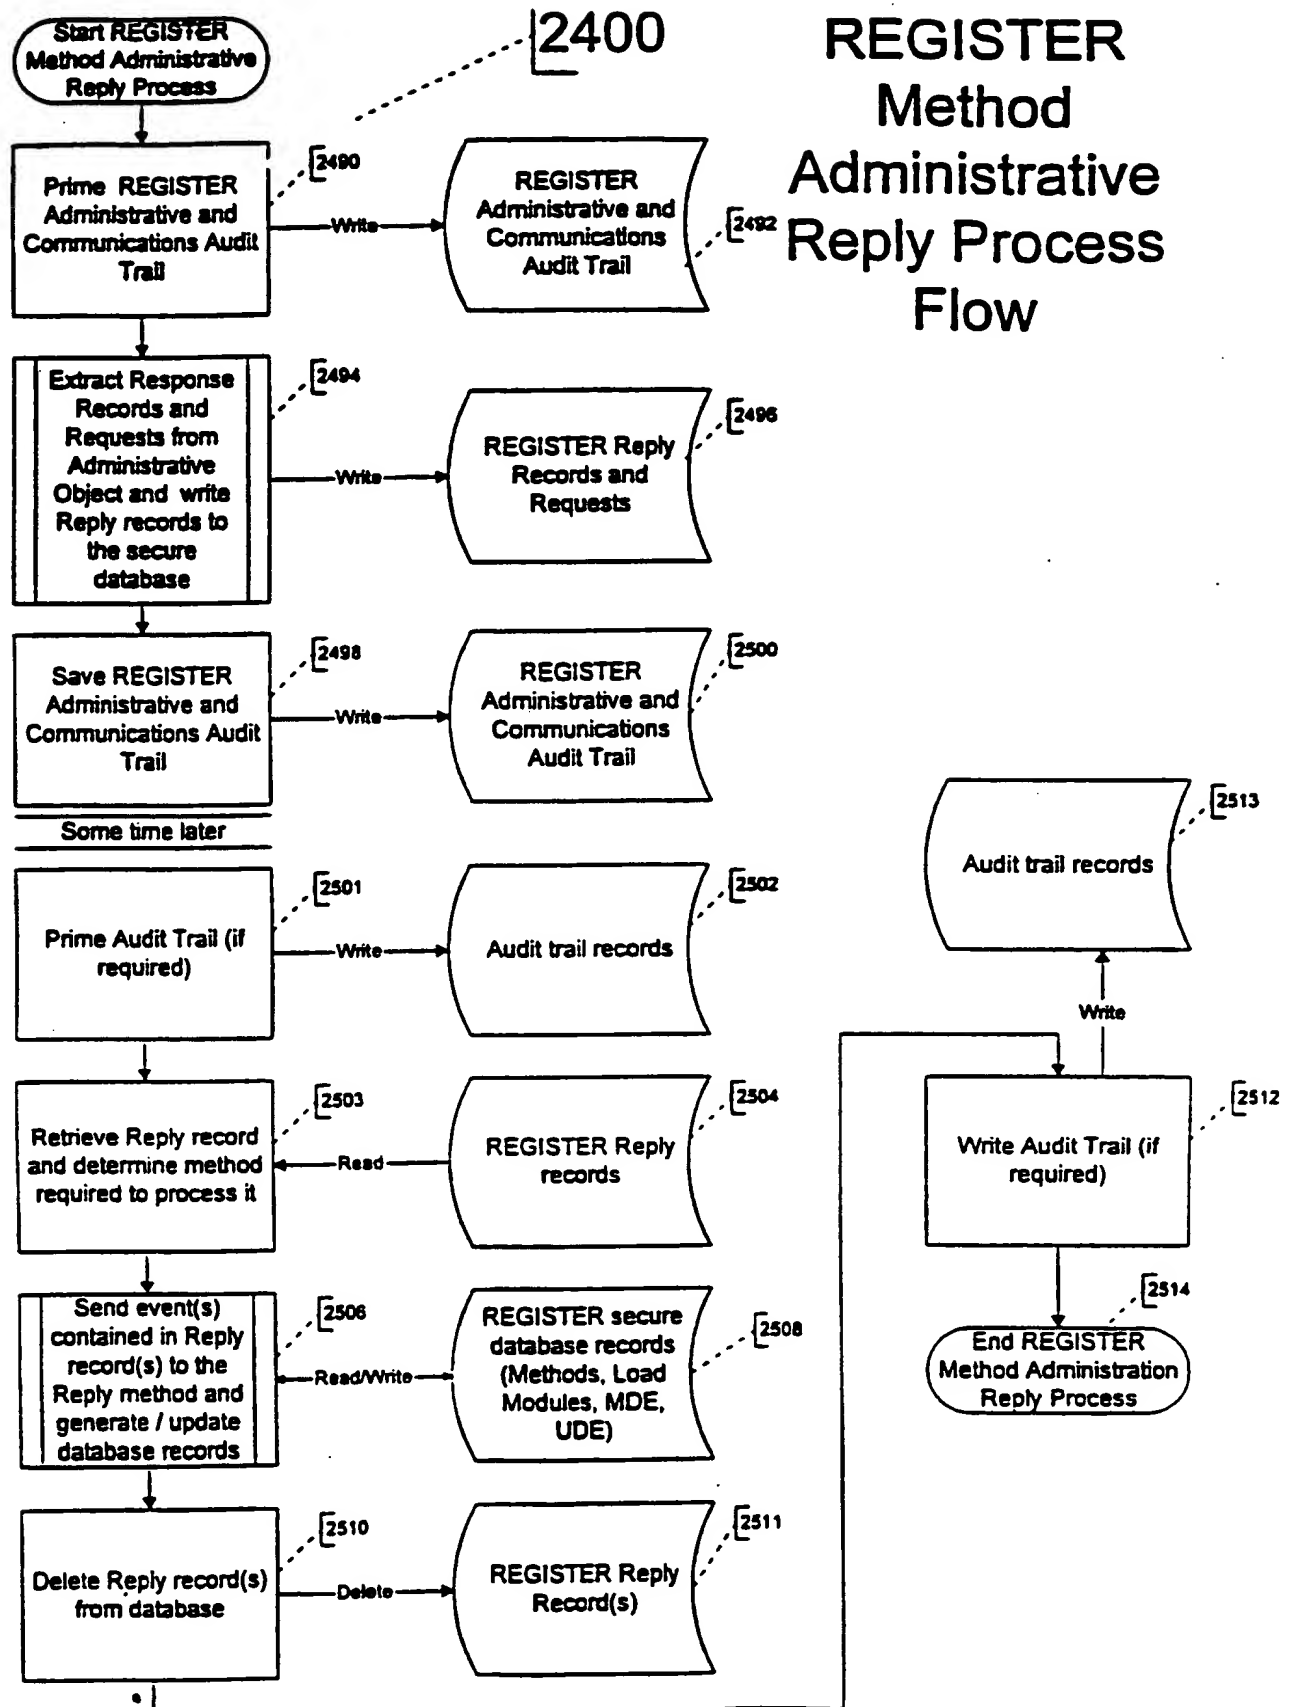 Start REGISTER
Method Administrative
Reply Process
2400
REGISTER
Method
Administrative
Reply Process
Flow
Prime REGISTER
Administrative and
Communications Audit
Trail
2490
Write
REGISTER
Administrative and
Communications
Audit Trail
2492
Extract Response
Records and
Requests from
Administrative
Object and write
Reply records to
the secure
database
2494
Write
REGISTER Reply
Records and
Requests
2496
Save REGISTER
Administrative and
Communications Audit
Trail
2498
Write
REGISTER
Administrative and
Communications
Audit Trail
2500
Some time later
Prime Audit Trail (if
required)
2501
Write
Audit trail records
2502
Retrieve Reply record
and determine method
required to process it
2503
Read
REGISTER Reply
records
2504
Send event(s)
contained in Reply
record(s) to the
Reply method and
generate / update
database records
2506
Read/Write
REGISTER secure
database records
(Methods, Load
Modules, MDE,
UDE)
2508
Delete Reply record(s)
from database
2510
Delete
REGISTER Reply
Record(s)
2511
Audit trail records
2513
Write
Write Audit Trail (if
required)
2512
2514
End REGISTER
Method Administration
Reply Process